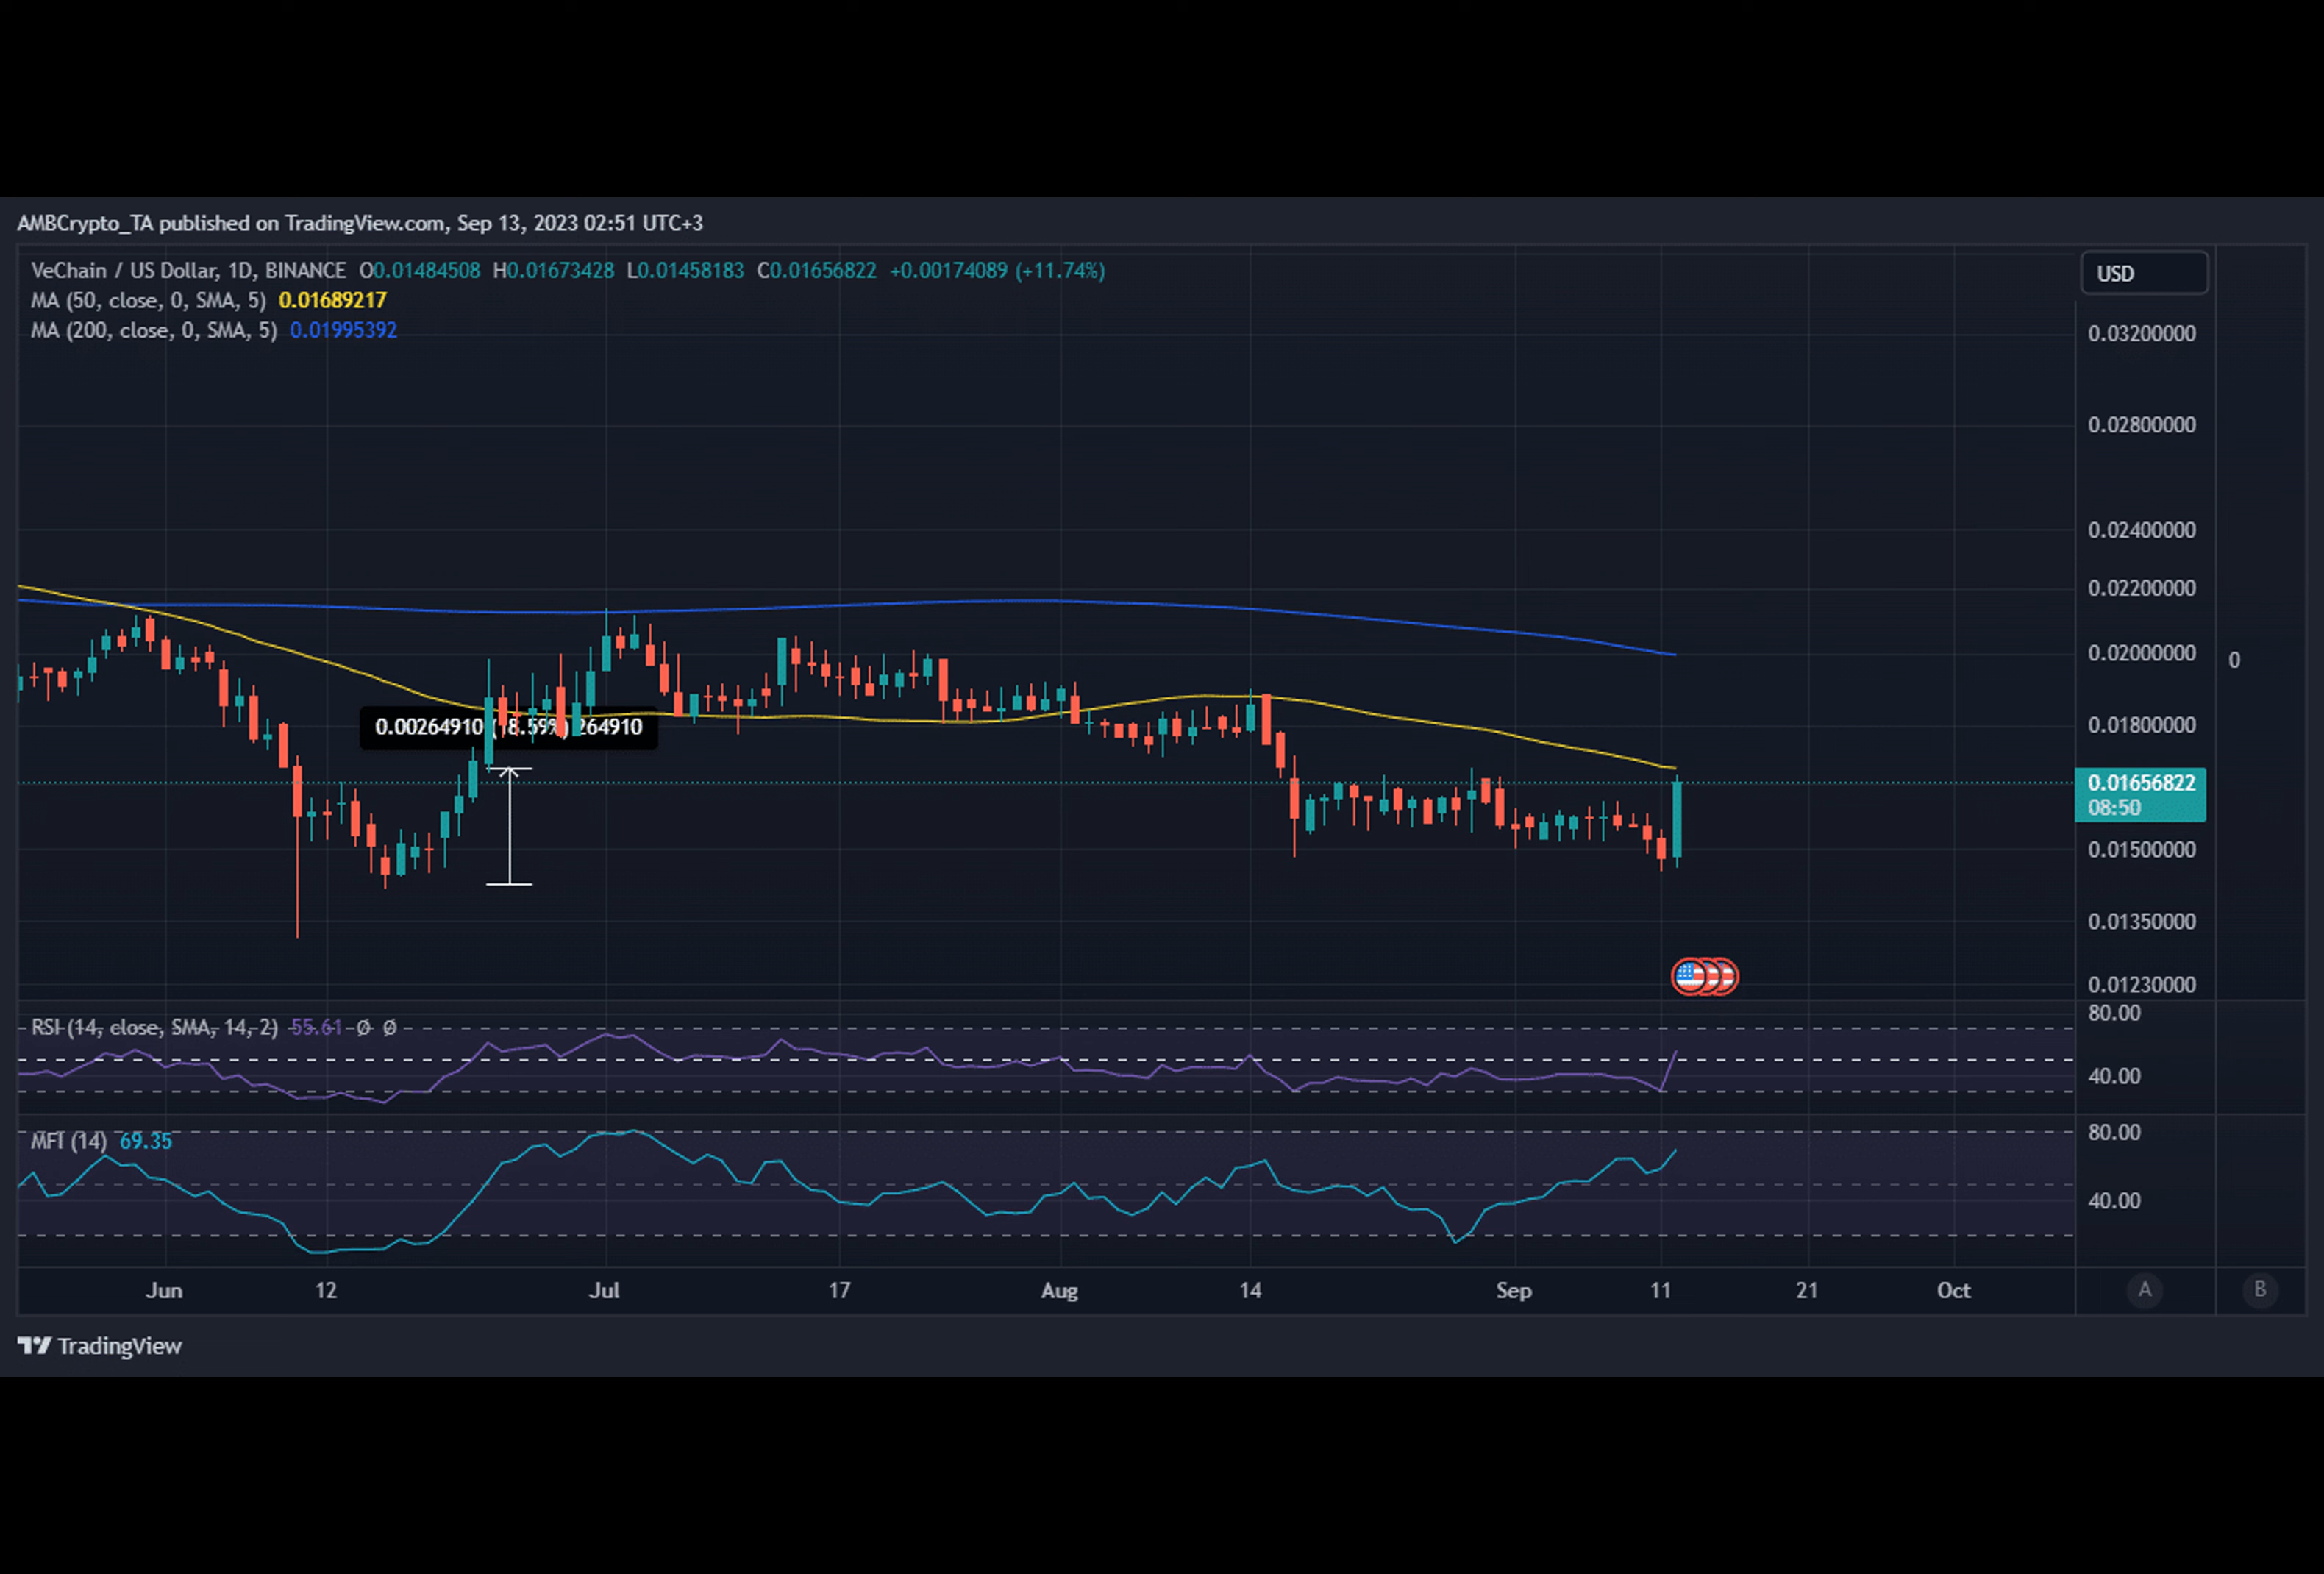 AMBCrypto_TA published on TradingView.com, Sep 13, 2023 02:51 UTC+3
VeChain / US Dollar, 1D, BINANCE O0.01484508 H0.01673428 L0.01458183 C0.01656822 +0.00174089 (+11.74%)
MA (50, close, 0, SMA, 5) 0.01689217
MA (200, close, 0, SMA, 5) 0.01995392
USD
0.03200000
0.02800000
0.02400000
0.02200000
0.02000000
0
0.01800000
0.00264910 8.59%) 264910
0.01656822
08:50
0.01500000
0.01350000
0.01230000
80.00
RSI (14, close, SMA, 14, 2) 55.61 Ø Ø
40.00
MFI (14) 69.35
80.00
40.00
Jun 12 Jul 17 Aug 14 Sep 11 21 Oct A B
TradingView